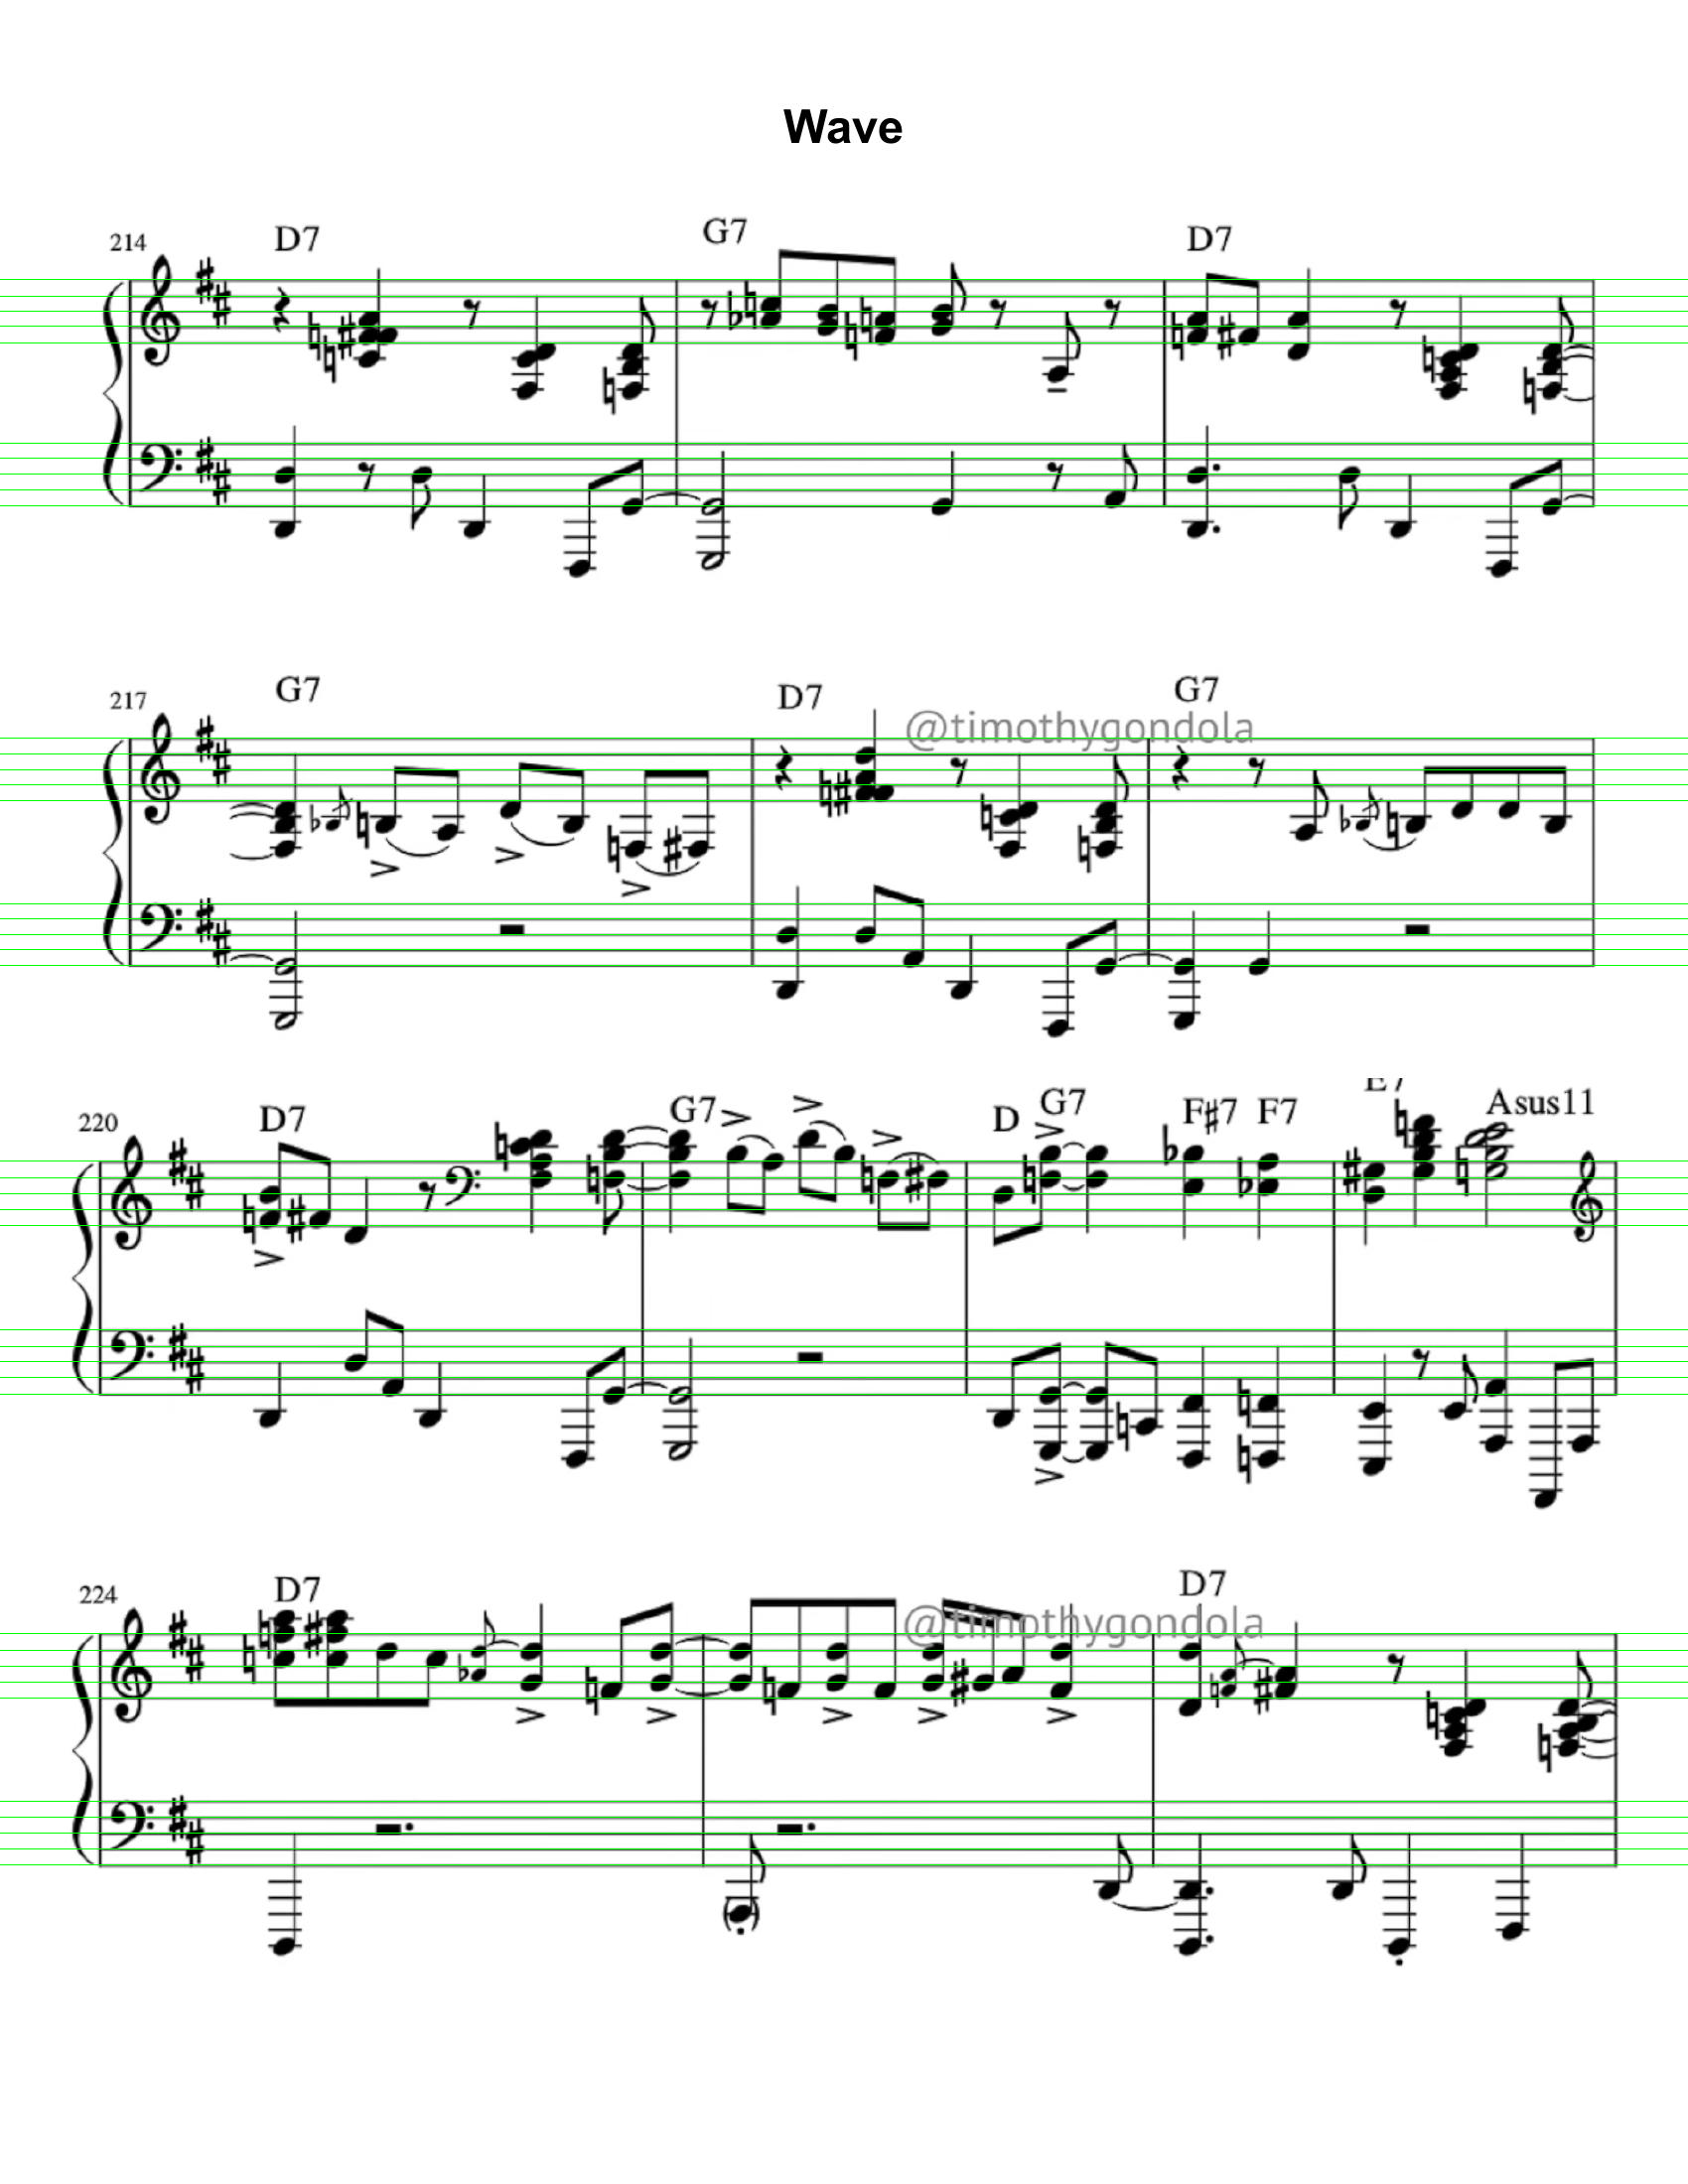 Wave
214 D7 G7 D7
217 G7 D7 G7
@timothygondola
220 D7 G7 D G7 F#7 F7 E7 Asus11
224 D7 D7
@timothygondola